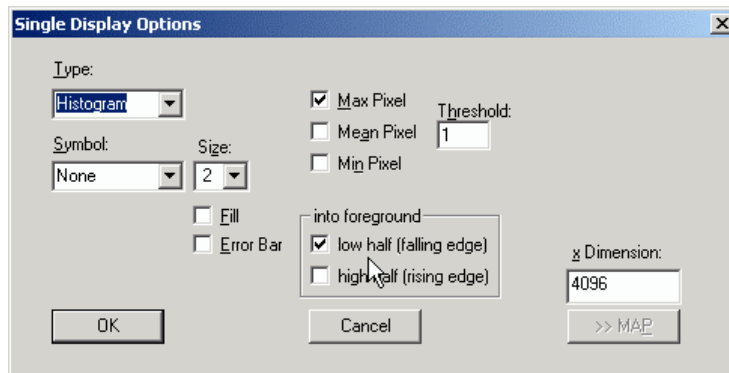 Single Display Options
Type:
Histogram
Symbol:
None
Size:
2
Fill
Error Bar
Max Pixel
Mean Pixel
Min Pixel
Threshold:
1
into foreground
low half (falling edge)
high half (rising edge)
x Dimension:
4096
OK
Cancel
>> MAP